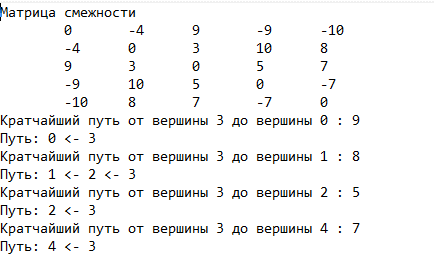 Матрица смежности
0 -4 9 -9 -10
-4 0 3 10 8
9 3 0 5 7
-9 10 5 0 -7
-10 8 7 -7 0
Кратчайший путь от вершины 3 до вершины 0 : 9
Путь: 0 <- 3
Кратчайший путь от вершины 3 до вершины 1 : 8
Путь: 1 <- 2 <- 3
Кратчайший путь от вершины 3 до вершины 2 : 5
Путь: 2 <- 3
Кратчайший путь от вершины 3 до вершины 4 : 7
Путь: 4 <- 3